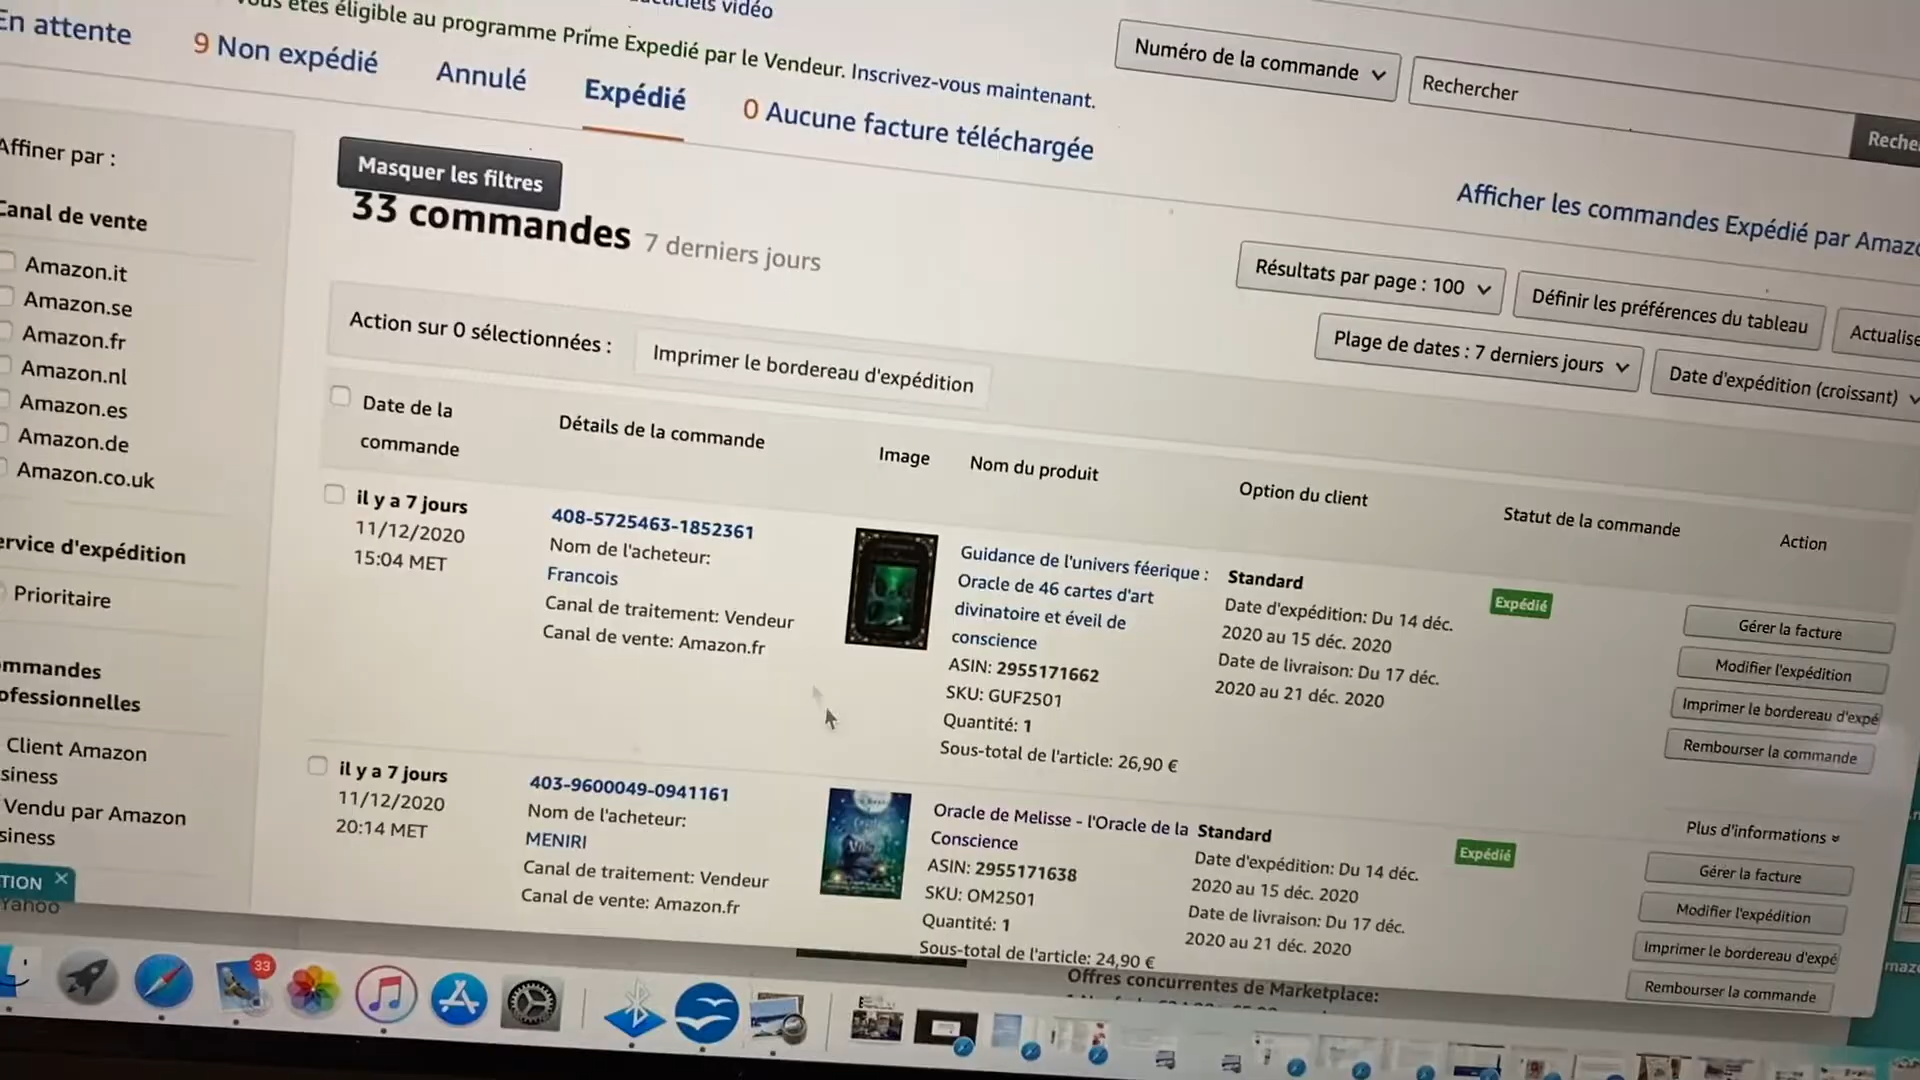 vidéo
êtes éligible au programme Prime Expedié par le Vendeur. Inscrivez-vous maintenant.
En attente
9 Non expédié
Annulé
Expédié
0 Aucune facture téléchargée
Numéro de la commande
Rechercher
Reche
Affiner par :
Masquer les filtres
33 commandes 7 derniers jours
Afficher les commandes Expédié par Amazo
Résultats par page : 100
Définir les préférences du tableau
Actualise
Plage de dates : 7 derniers jours
Date d'expédition (croissant)
Canal de vente
Amazon.it
Amazon.se
Amazon.fr
Amazon.nl
Amazon.es
Amazon.de
Amazon.co.uk
ervice d'expédition
Prioritaire
mmandes
ofessionnelles
Client Amazon
siness
Vendu par Amazon
siness
Action sur 0 sélectionnées :
Imprimer le bordereau d'expédition
Date de la
commande
Détails de la commande
Image
Nom du produit
Option du client
Statut de la commande
Action
il y a 7 jours
11/12/2020
15:04 MET
408-5725463-1852361
Nom de l'acheteur:
Francois
Canal de traitement: Vendeur
Canal de vente: Amazon.fr
Guidance de l'univers féerique :
Oracle de 46 cartes d'art
divinatoire et éveil de
conscience
ASIN: 2955171662
SKU: GUF2501
Quantité: 1
Sous-total de l'article: 26,90 €
Standard
Date d'expédition: Du 14 déc.
2020 au 15 déc. 2020
Date de livraison: Du 17 déc.
2020 au 21 déc. 2020
Expédié
Gérer la facture
Modifier l'expédition
Imprimer le bordereau d'expé
Rembourser la commande
Plus d'informations
il y a 7 jours
11/12/2020
20:14 MET
403-9600049-0941161
Nom de l'acheteur:
MENIRI
Canal de traitement: Vendeur
Canal de vente: Amazon.fr
Oracle de Melisse - l'Oracle de la
Conscience
ASIN: 2955171638
SKU: OM2501
Quantité: 1
Sous-total de l'article: 24,90 €
Standard
Date d'expédition: Du 14 déc.
2020 au 15 déc. 2020
Date de livraison: Du 17 déc.
2020 au 21 déc. 2020
Expédié
Gérer la facture
Modifier l'expédition
Imprimer le bordereau d'expé
Rembourser la commande
TION
Yahoo
Offres concurrentes de Marketplace:
33